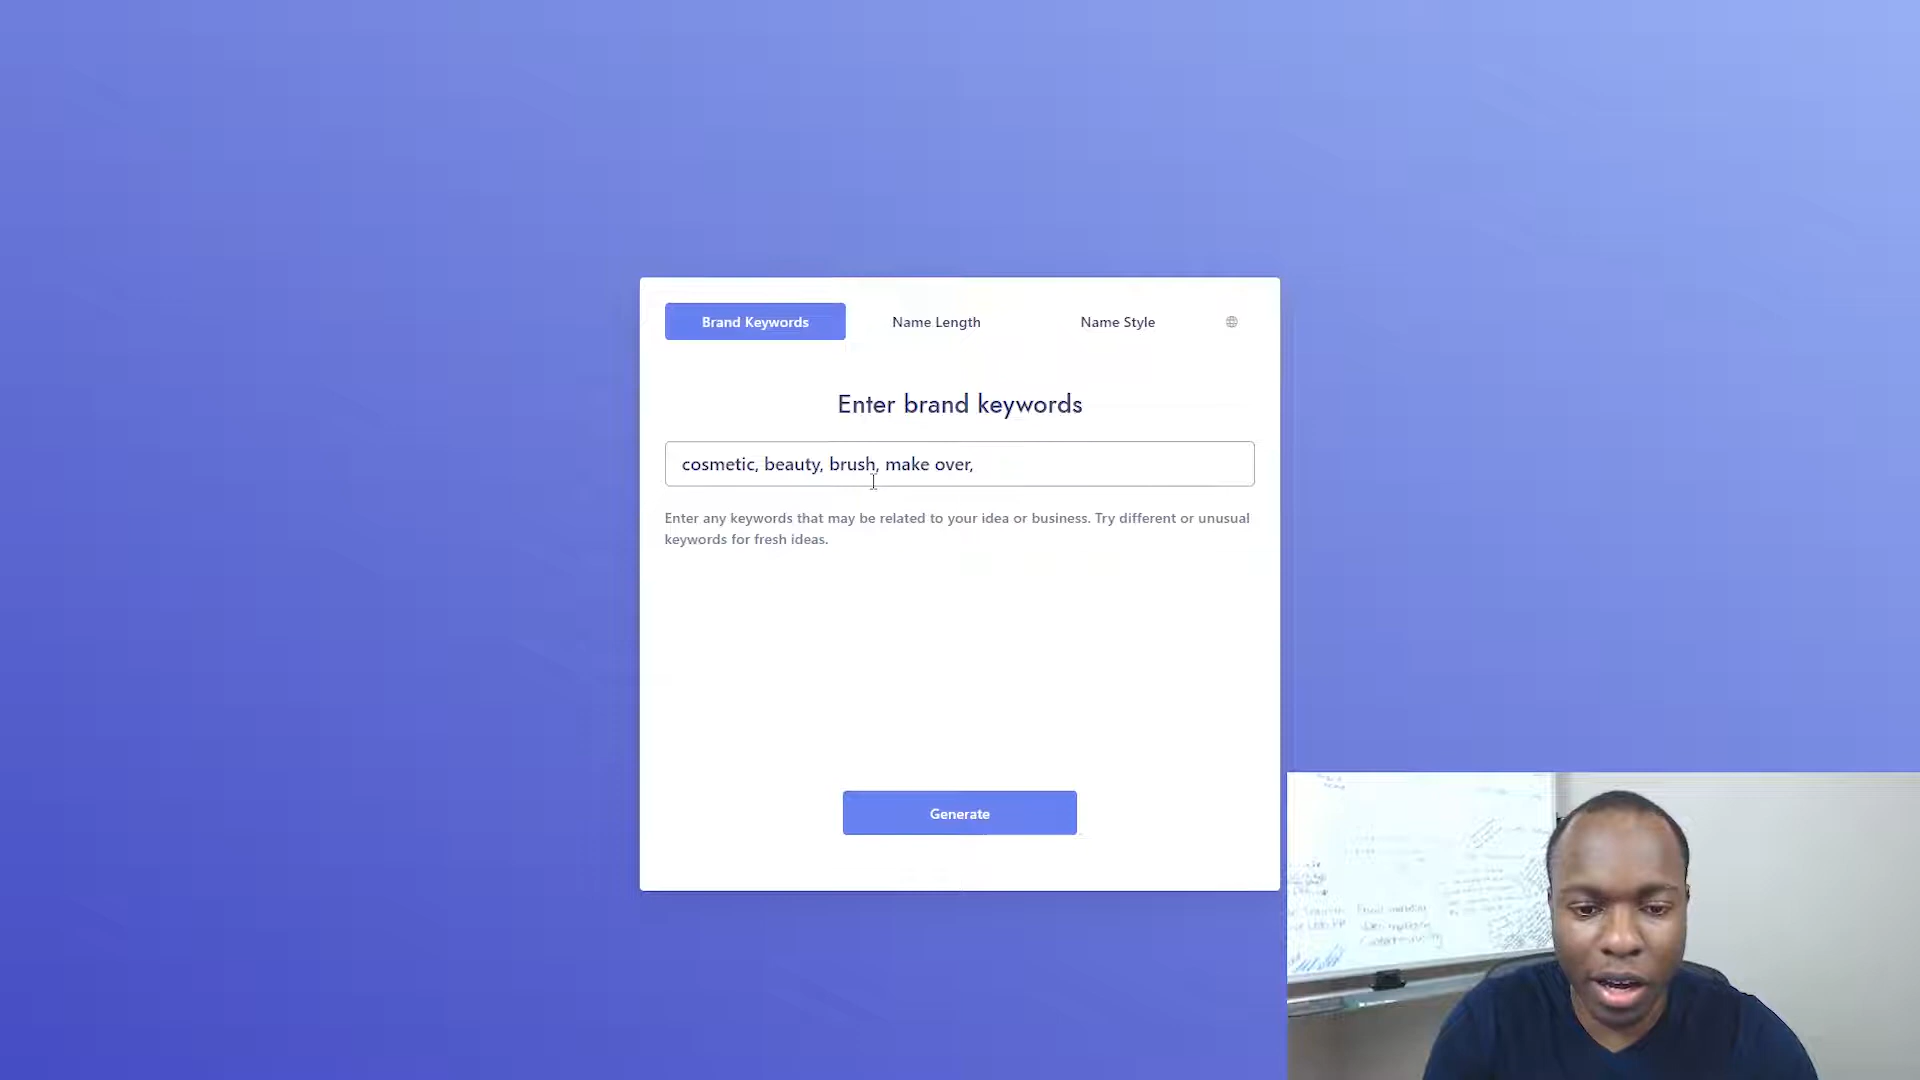 Brand Keywords
Name Length
Name Style
Enter brand keywords
cosmetic, beauty, brush, make over,
Enter any keywords that may be related to your idea or business. Try different or unusual
keywords for fresh ideas.
Generate